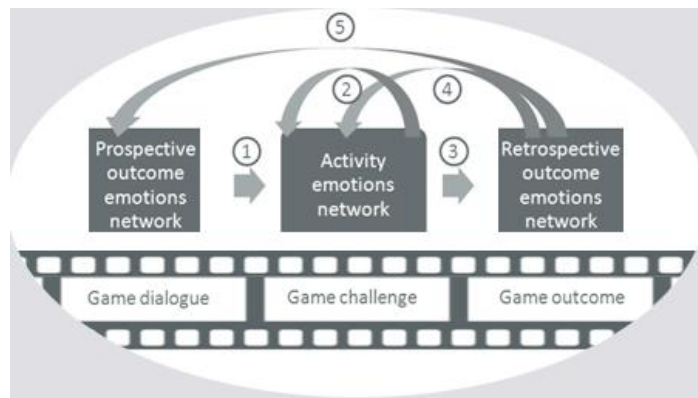 ⑤
②
④
Prospective
outcome
emotions
network
①
Activity
emotions
network
③
Retrospective
outcome
emotions
network
Game dialogue
Game challenge
Game outcome